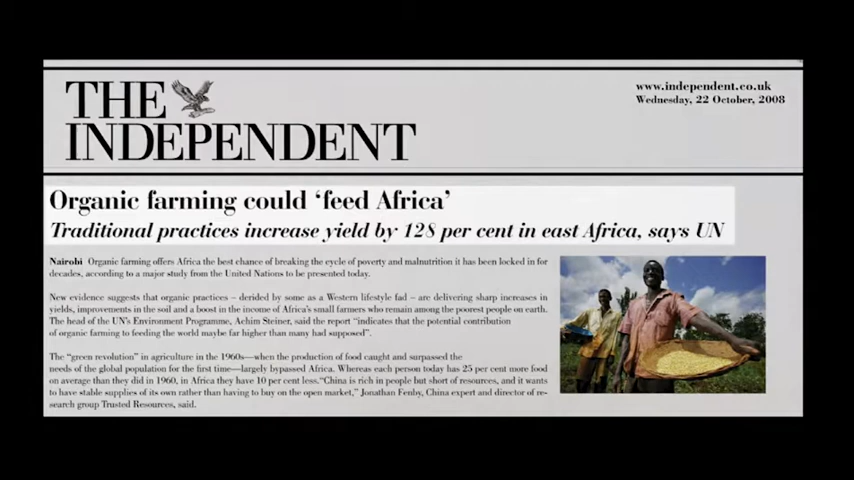 THE
INDEPENDENT
www.independent.co.uk
Wednesday, 22 October, 2008
Organic farming could ‘feed Africa’
Traditional practices increase yield by 128 per cent in east Africa, says UN
Nairobi Organic farming offers Africa the best chance of breaking the cycle of poverty and malnutrition it has been locked in for
decades, according to a major study from the United Nations to be presented today.
New evidence suggests that organic practices – derided by some as a Western lifestyle fad – are delivering sharp increases in
yields, improvements in the soil and a boost in the income of Africa's small farmers who remain among the poorest people on earth.
The head of the UN's Environment Programme, Achim Steiner, said the report “indicates that the potential contribution
of organic farming to feeding the world maybe far higher than many had supposed”.
The “green revolution” in agriculture in the 1960s—when the production of food caught and surpassed the
needs of the global population for the first time—largely bypassed Africa. Whereas each person today has 25 per cent more food
on average than they did in 1960, in Africa they have 10 per cent less.“China is rich in people but short of resources, and it wants
to have stable supplies of its own rather than having to buy on the open market,” Jonathan Fenby, China expert and director of re-
search group Trusted Resources, said.